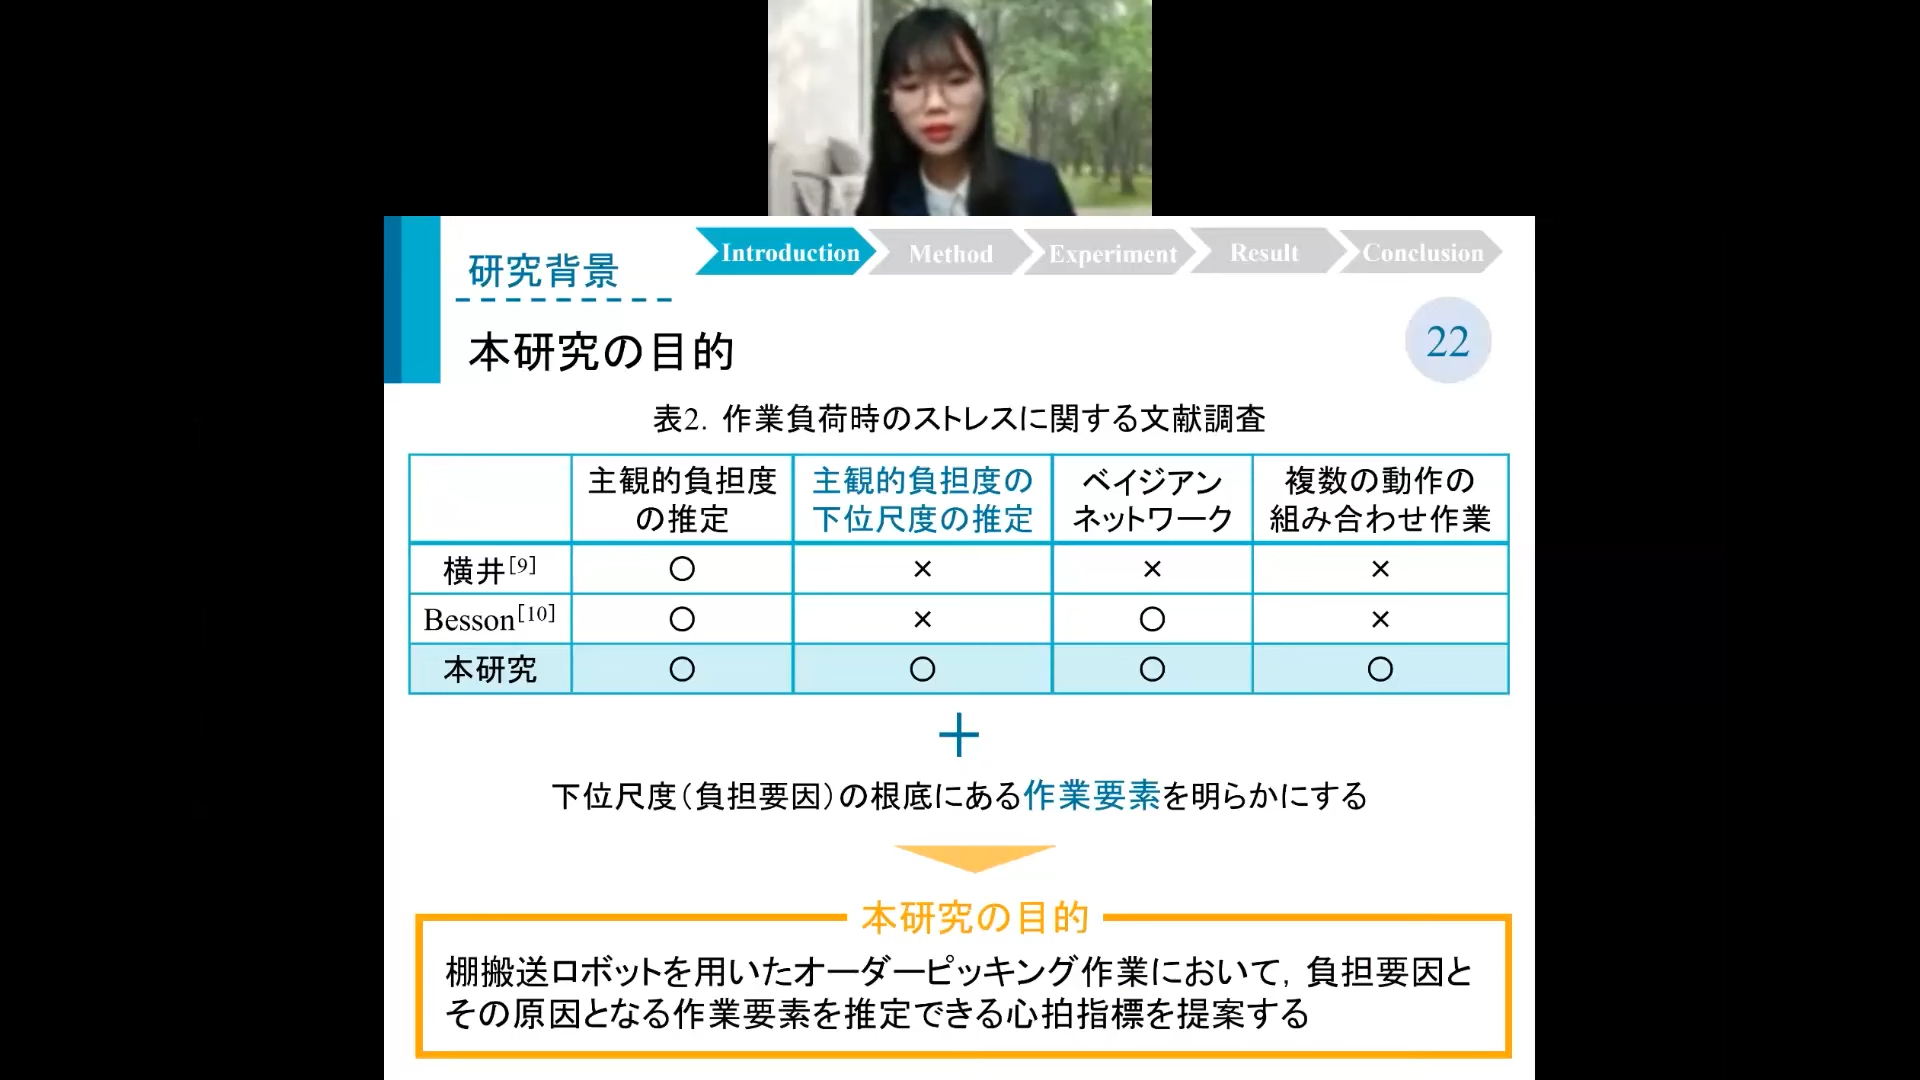 研究背景
Introduction
Method
Experiment
Result
Conclusion
本研究の目的
22
表2. 作業負荷時のストレスに関する文献調査
主観的負担度
の推定
主観的負担度の
下位尺度の推定
ベイジアン
ネットワーク
複数の動作の
組み合わせ作業
横井[9] 〇 × × ×
Besson[10] 〇 × 〇 ×
本研究 〇 〇 〇 〇
+
下位尺度(負担要因)の根底にある作業要素を明らかにする
本研究の目的
棚搬送ロボットを用いたオーダーピッキング作業において, 負担要因と
その原因となる作業要素を推定できる心拍指標を提案する